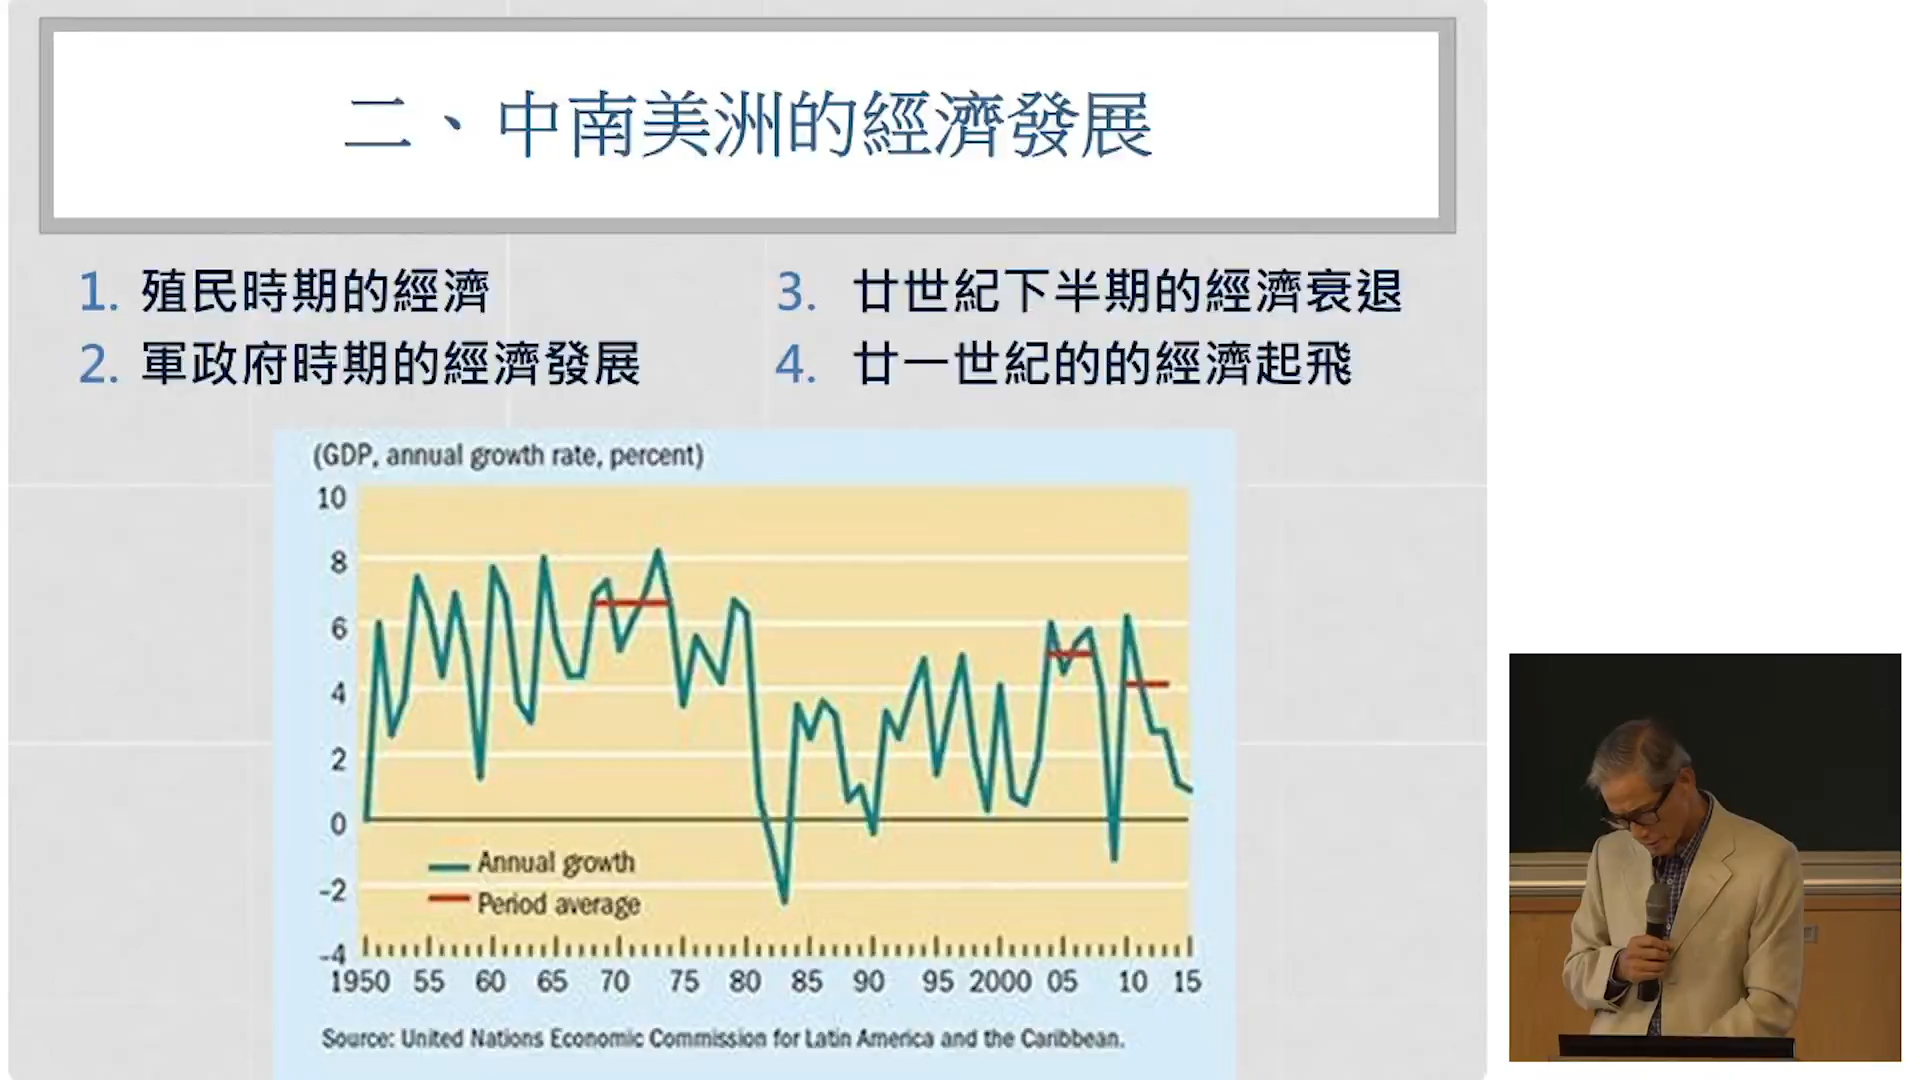 二、中南美洲的經濟發展
1. 殖民時期的經濟
2. 軍政府時期的經濟發展
3. 廿世紀下半期的經濟衰退
4. 廿一世紀的的經濟起飛
(GDP, annual growth rate, percent)
10
8
6
4
2
0
-2
-4
Annual growth
Period average
1950 55 60 65 70 75 80 85 90 95 2000 05 10 15
Source: United Nations Economic Commission for Latin America and the Caribbean.